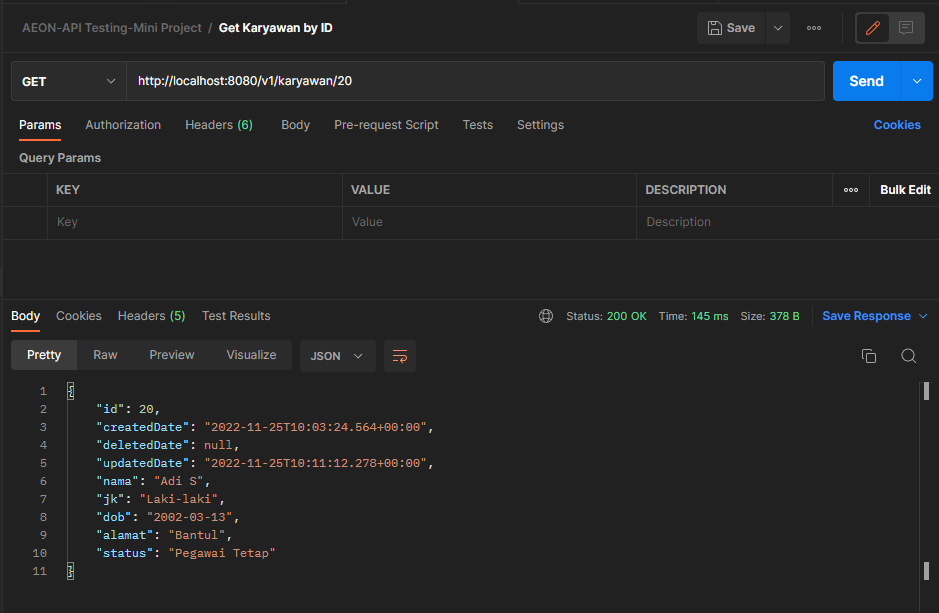 AEON-API Testing-Mini Project / Get Karyawan by ID Save ooo
GET http://localhost:8080/v1/karyawan/20 Send
Params Authorization Headers (6) Body Pre-request Script Tests Settings Cookies
Query Params
KEY VALUE DESCRIPTION ooo Bulk Edit
Key Value Description
Body Cookies Headers (5) Test Results Status: 200 OK Time: 145 ms Size: 378 B Save Response
Pretty Raw Preview Visualize JSON
1 {
2 "id": 20,
3 "createdDate": "2022-11-25T10:03:24.564+00:00",
4 "deletedDate": null,
5 "updatedDate": "2022-11-25T10:11:12.278+00:00",
6 "nama": "Adi S",
7 "jk": "Laki-laki",
8 "dob": "2002-03-13",
9 "alamat": "Bantul",
10 "status": "Pegawai Tetap"
11 }